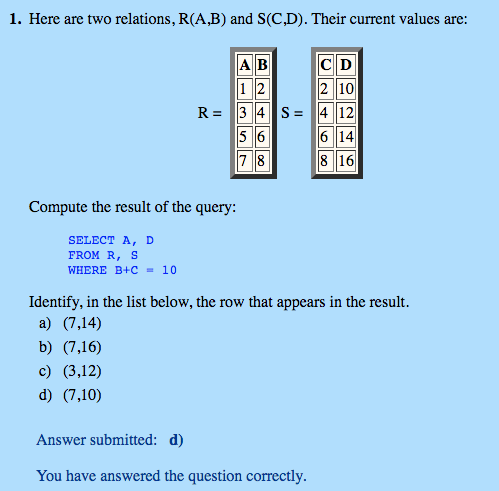 1. Here are two relations, R(A,B) and S(C,D). Their current values are:
A B C D
1 2 2 10
R = 3 4 S = 4 12
5 6 6 14
7 8 8 16
Compute the result of the query:
SELECT A, D
FROM R, S
WHERE B+C = 10
Identify, in the list below, the row that appears in the result.
a) (7,14)
b) (7,16)
c) (3,12)
d) (7,10)
Answer submitted: d)
You have answered the question correctly.